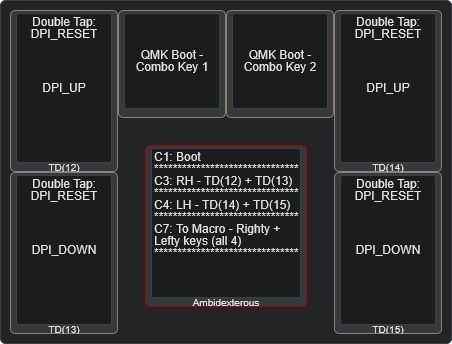 Double Tap:
DPI_RESET
DPI_UP
TD(12)
QMK Boot -
Combo Key 1
QMK Boot -
Combo Key 2
Double Tap:
DPI_RESET
DPI_UP
TD(14)
Double Tap:
DPI_RESET
DPI_DOWN
TD(13)
C1: Boot
********************************
C3: RH - TD(12) + TD(13)
********************************
C4: LH - TD(14) + TD(15)
********************************
C7: To Macro - Righty +
Lefty keys (all 4)
********************************
Ambidexterous
Double Tap:
DPI_RESET
DPI_DOWN
TD(15)